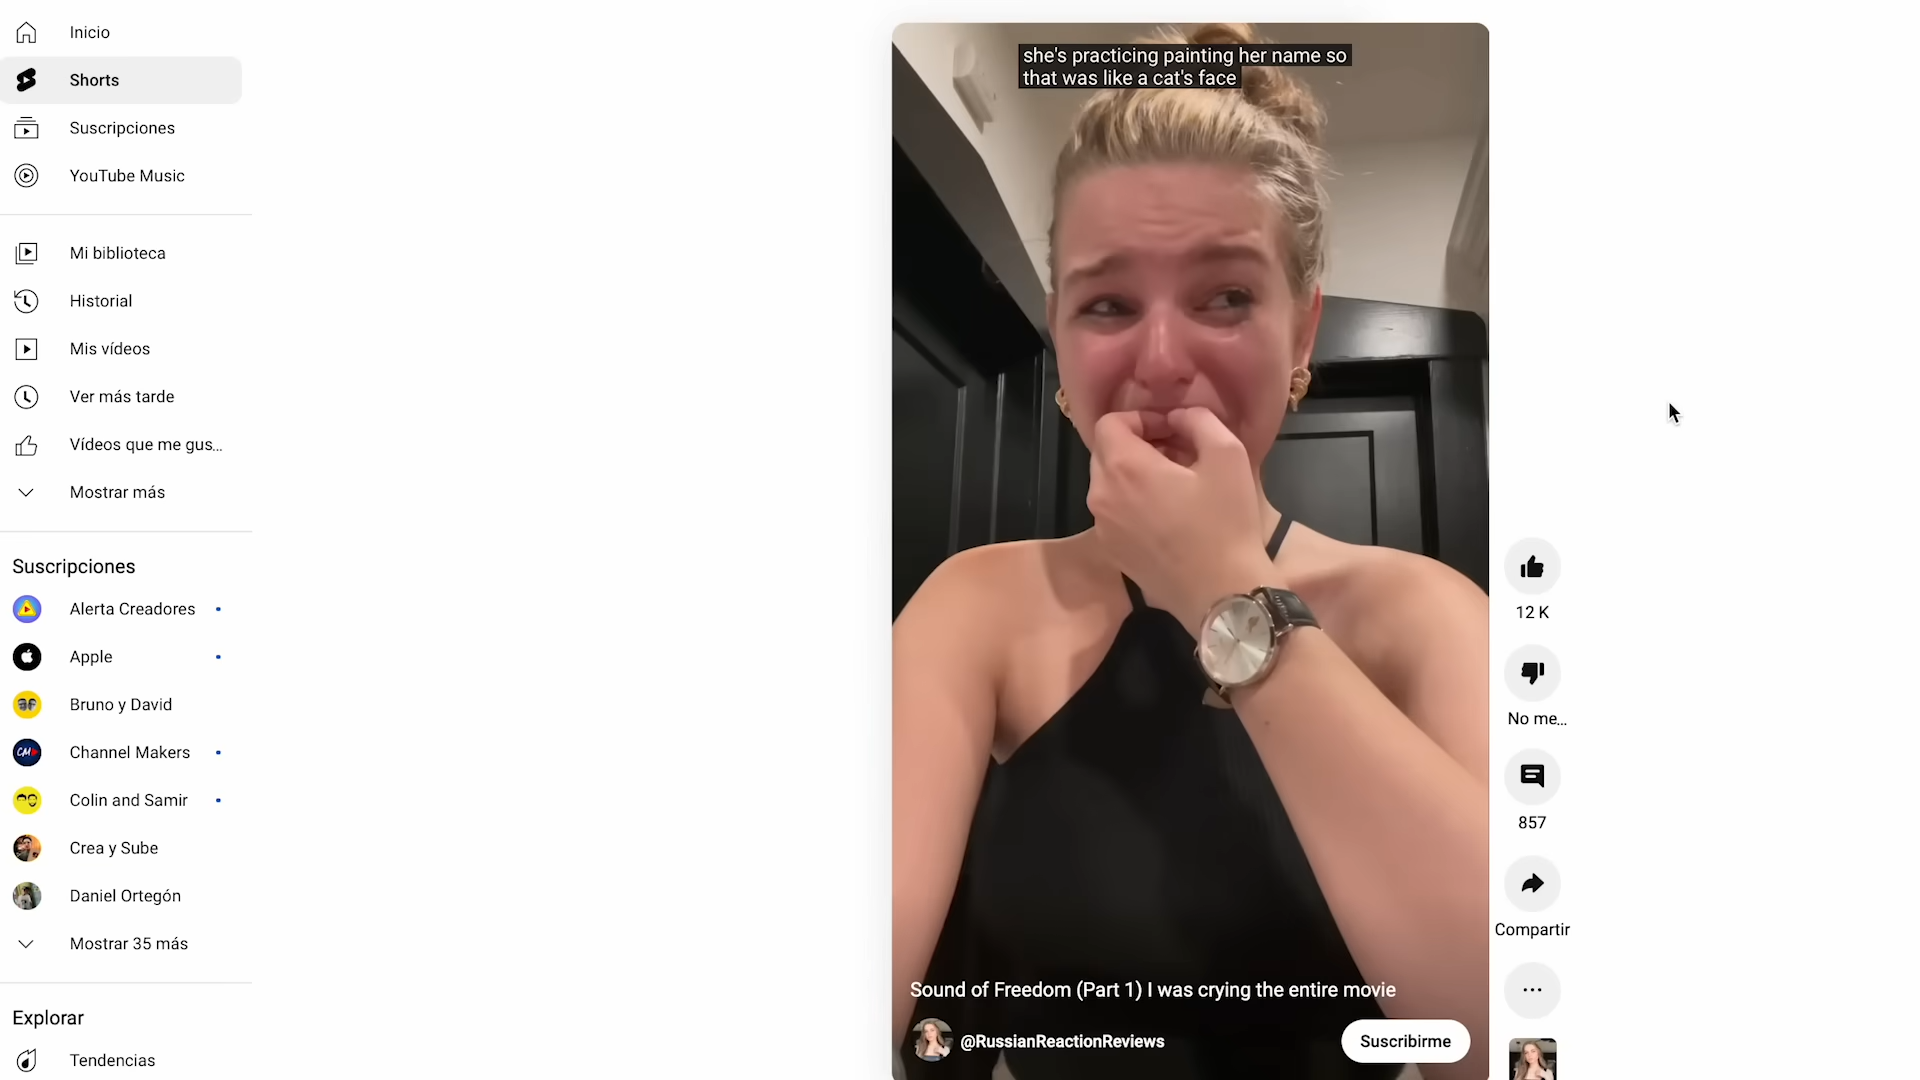 Inicio
Shorts
Suscripciones
YouTube Music
Mi biblioteca
Historial
Mis vídeos
Ver más tarde
Vídeos que me gus...
Mostrar más
Suscripciones
Alerta Creadores
Apple
Bruno y David
CM
Channel Makers
Colin and Samir
Crea y Sube
Daniel Ortegón
Mostrar 35 más
Explorar
Tendencias
she's practicing painting her name so
that was like a cat's face
Sound of Freedom (Part 1) I was crying the entire movie
@RussianReactionReviews
Suscribirme
12 K
No me...
857
Compartir